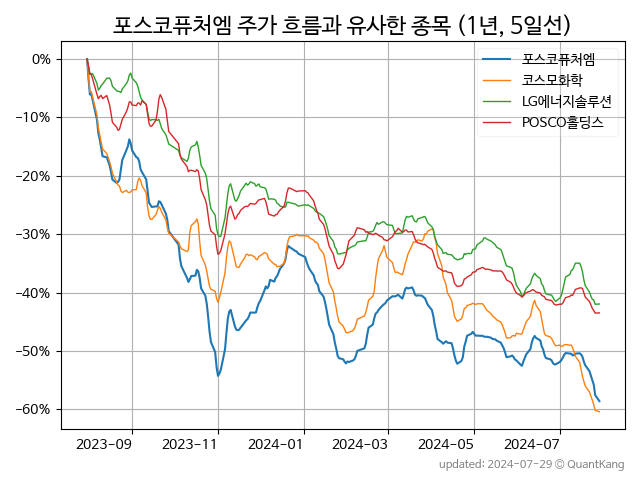 포스코퓨처엠 주가 흐름과 유사한 종목 (1년, 5일선)
포스코퓨처엠
코스모화학
LG에너지솔루션
POSCO홀딩스
0%
−10%
−20%
−30%
−40%
−50%
−60%
2023-09 2023-11 2024-01 2024-03 2024-05 2024-07
updated: 2024-07-29 © QuantKang